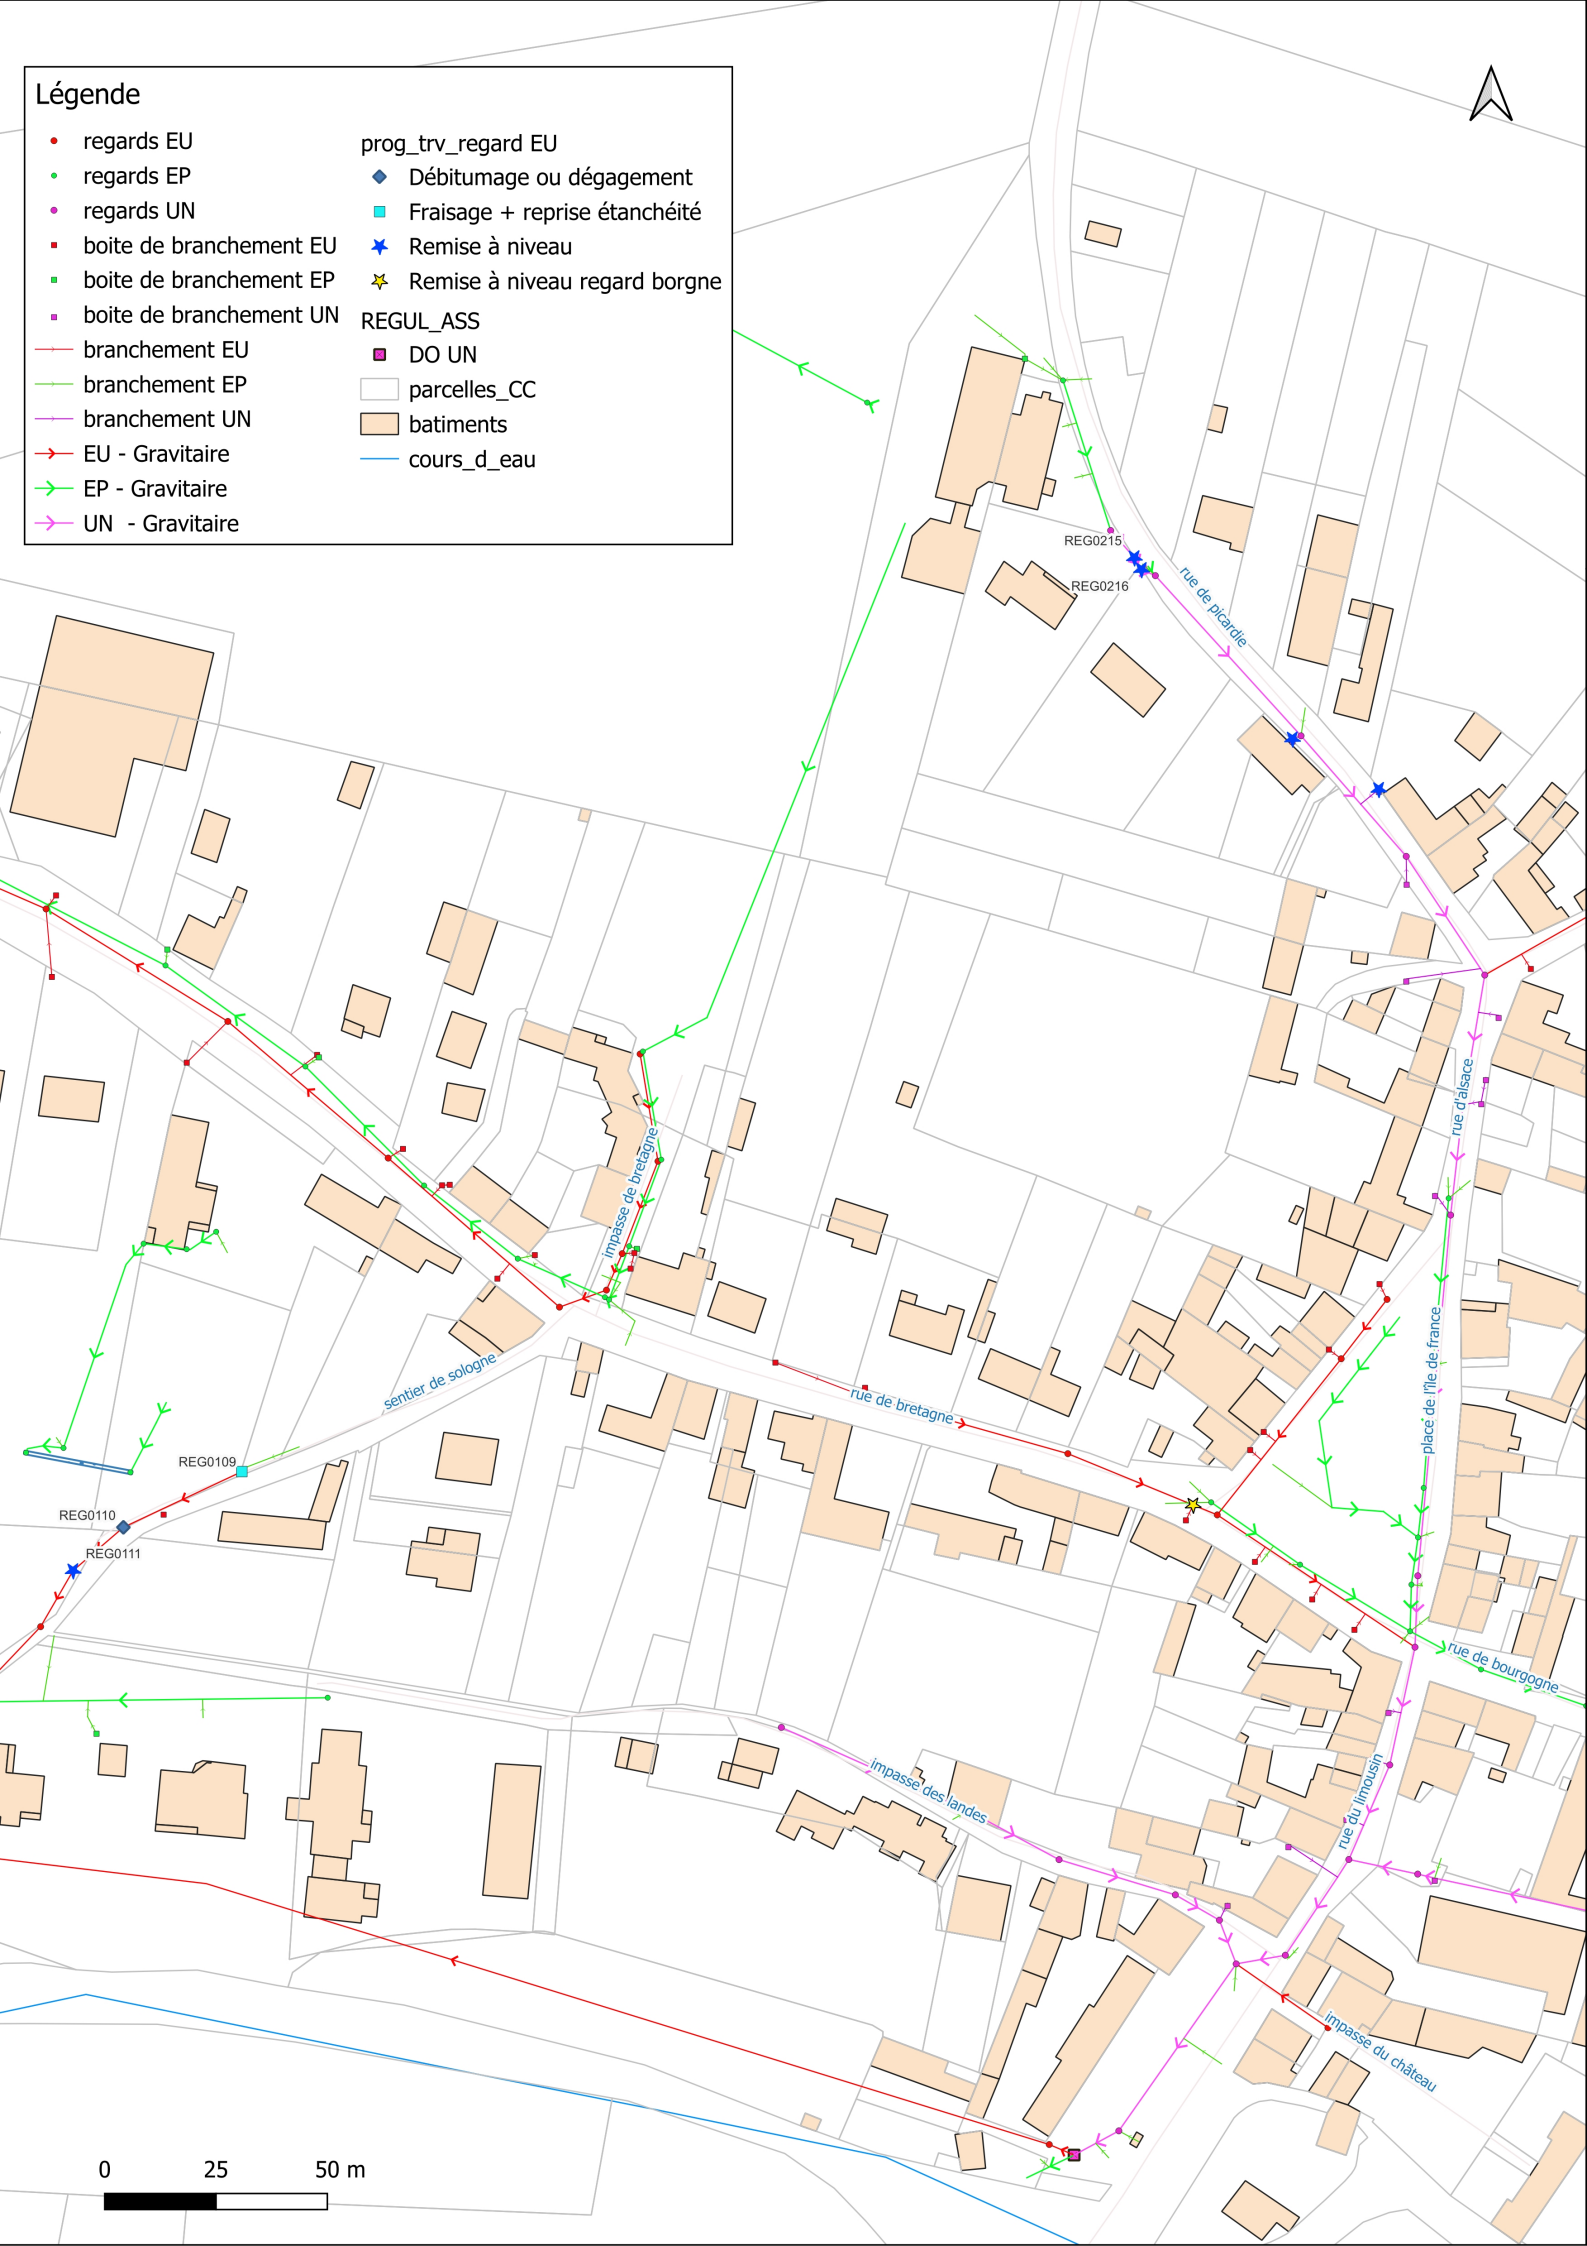 Légende
regards EU
regards EP
regards UN
boite de branchement EU
boite de branchement EP
boite de branchement UN
branchement EU
branchement EP
branchement UN
EU - Gravitaire
EP - Gravitaire
UN - Gravitaire
prog_trv_regard EU
Débitumage ou dégagement
Fraisage + reprise étanchéité
Remise à niveau
Remise à niveau regard borgne
REGUL_ASS
DO UN
parcelles_CC
batiments
cours_d_eau
REG0215
REG0216
rue de picardie
rue d'alsace
impasse de bretagne
sentier de sologne
rue de bretagne
place de l'île de france
REG0109
REG0110
REG0111
rue de bourgogne
impasse des landes
rue du limousin
impasse du château
0 25 50 m